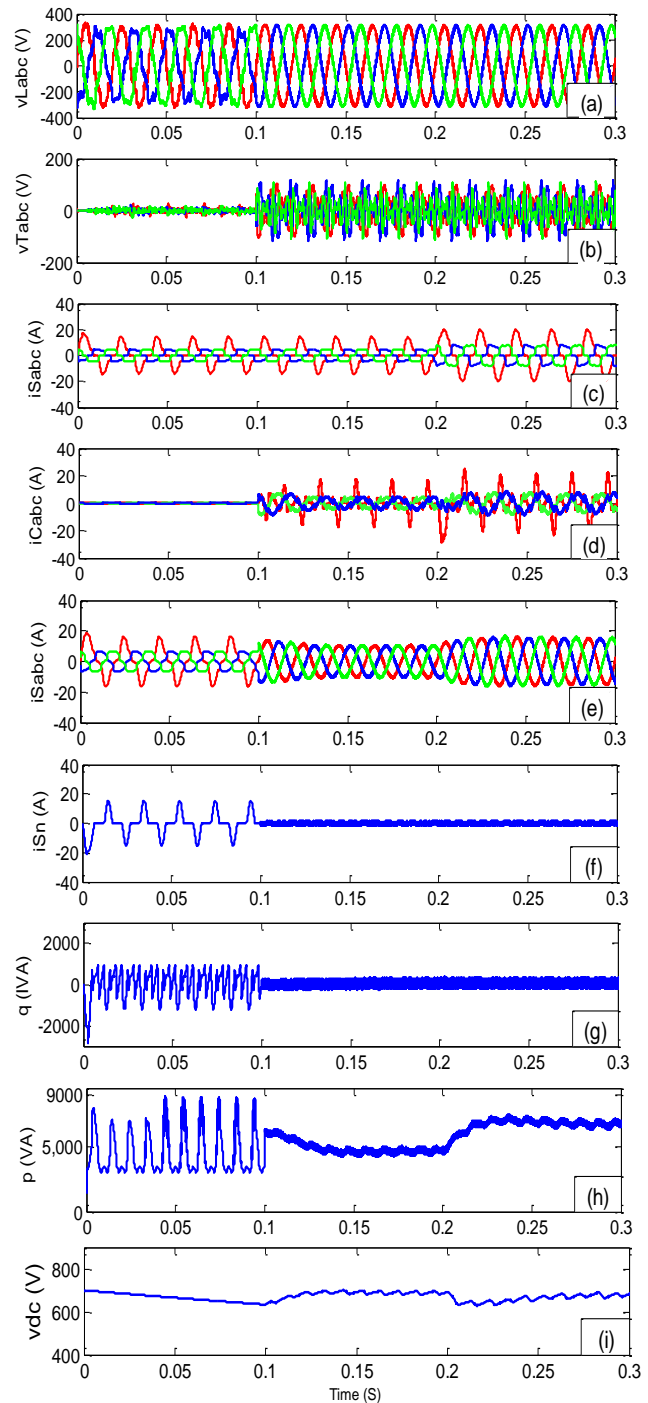 vLabc (V)
400
200
0
-200
-400
(a)
0 0.05 0.1 0.15 0.2 0.25 0.3
vTabc (V)
200
0
-200
(b)
0 0.05 0.1 0.15 0.2 0.25 0.3
iSabc (A)
40
20
0
-20
-40
(c)
0 0.05 0.1 0.15 0.2 0.25 0.3
iCabc (A)
40
20
0
-20
-40
(d)
0 0.05 0.1 0.15 0.2 0.25 0.3
iSabc (A)
40
20
0
-20
-40
(e)
0 0.05 0.1 0.15 0.2 0.25 0.3
iSn (A)
40
20
0
-20
-40
(f)
0 0.05 0.1 0.15 0.2 0.25 0.3
q (IVA)
2000
0
-2000
(g)
0 0.05 0.1 0.15 0.2 0.25 0.3
p (VA)
9000
5,000
0
(h)
0 0.05 0.1 0.15 0.2 0.25 0.3
vdc (V)
800
600
400
(i)
0 0.05 0.1 0.15 0.2 0.25 0.3
Time (S)